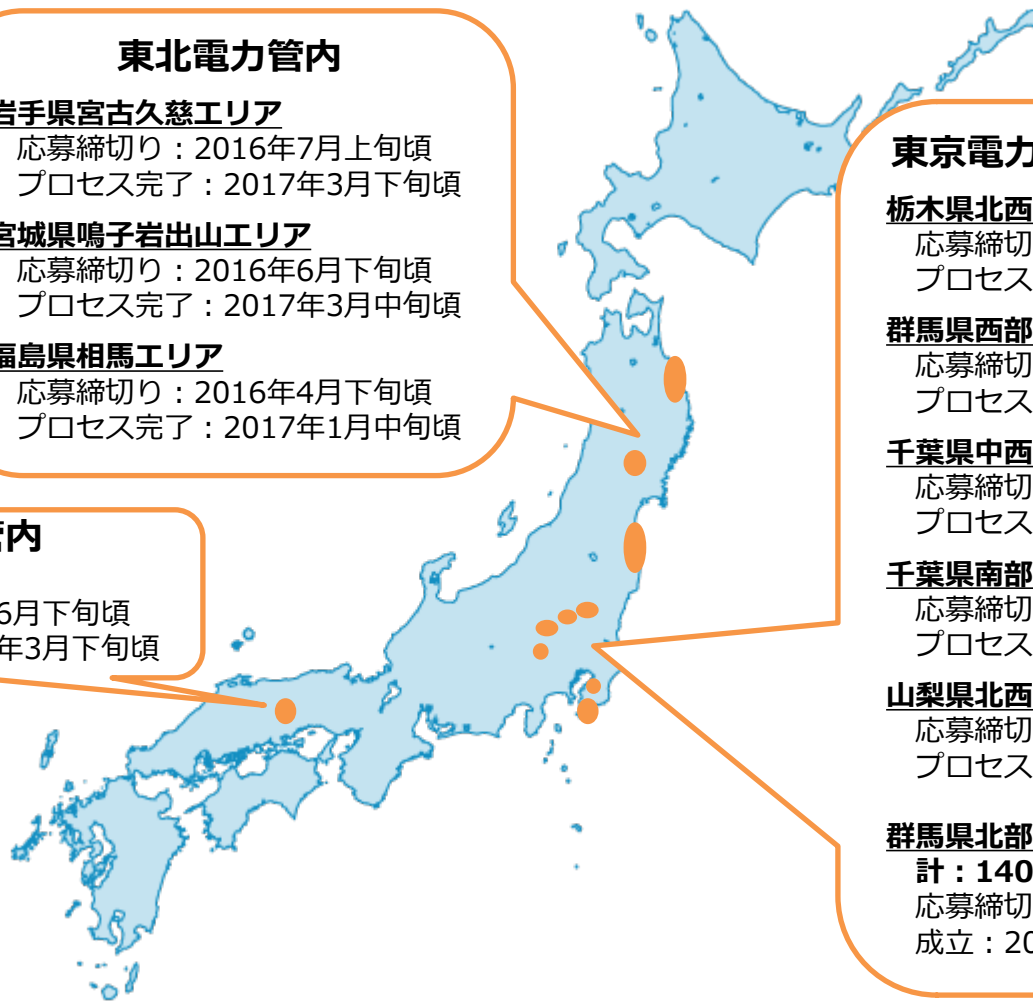 東北電力管内
岩手県宮古久慈エリア
応募締切り：2016年7月上旬頃
プロセス完了：2017年3月下旬頃
宮城県鳴子岩出山エリア
応募締切り：2016年6月下旬頃
プロセス完了：2017年3月中旬頃
福島県相馬エリア
応募締切り：2016年4月下旬頃
プロセス完了：2017年1月中旬頃
管内
6月下旬頃
年3月下旬頃
東京電力
栃木県北西
応募締切
プロセス
群馬県西部
応募締切
プロセス
千葉県中西
応募締切
プロセス
千葉県南部
応募締切
プロセス
山梨県北西
応募締切
プロセス
群馬県北部
計：140
応募締切
成立：20